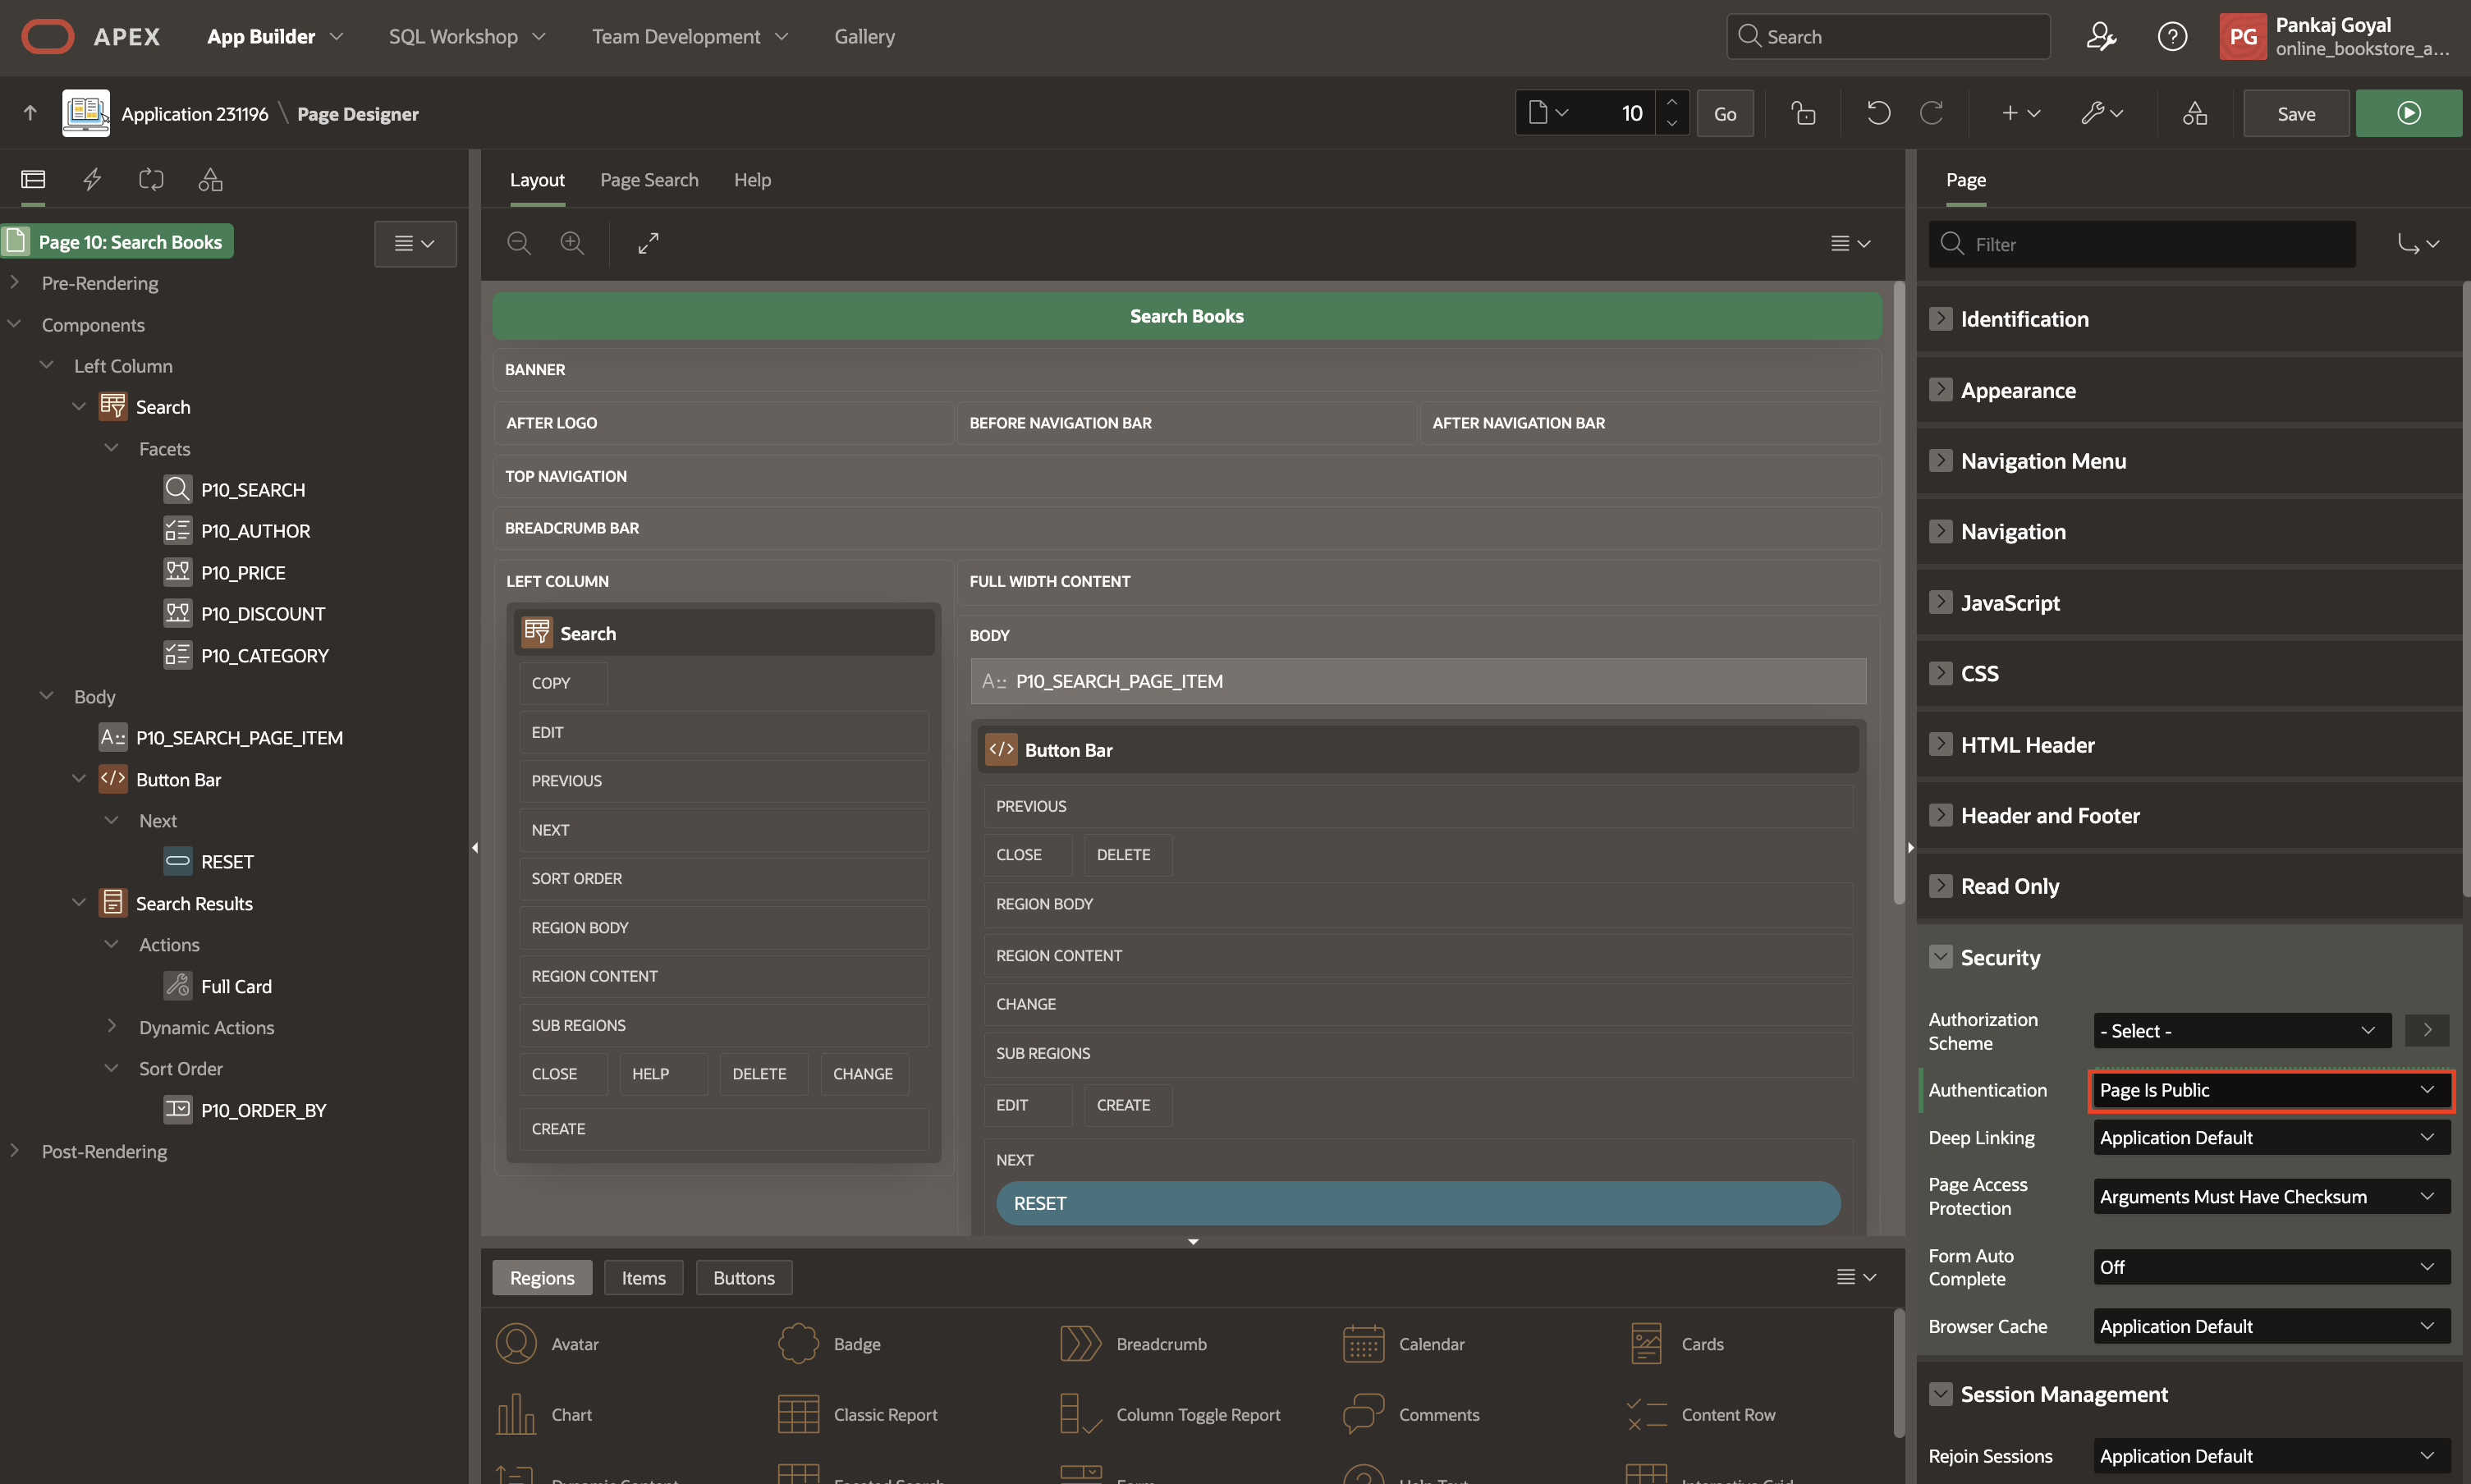 APEX App Builder SQL Workshop Team Development Gallery Search ? PG Pankaj Goyal
online_bookstore_a...
Application 231196 \ Page Designer 10 Go Save
Layout Page Search Help
Page
Page 10: Search Books
Pre-Rendering
Components
Left Column
Search
Facets
P10_SEARCH
P10_AUTHOR
P10_PRICE
P10_DISCOUNT
P10_CATEGORY
Body
P10_SEARCH_PAGE_ITEM
Button Bar
Next
RESET
Search Results
Actions
Full Card
Dynamic Actions
Sort Order
P10_ORDER_BY
Post-Rendering
Search Books
BANNER
AFTER LOGO BEFORE NAVIGATION BAR AFTER NAVIGATION BAR
TOP NAVIGATION
BREADCRUMB BAR
LEFT COLUMN
Search
COPY
EDIT
PREVIOUS
NEXT
SORT ORDER
REGION BODY
REGION CONTENT
SUB REGIONS
CLOSE HELP DELETE CHANGE
CREATE
FULL WIDTH CONTENT
BODY
P10_SEARCH_PAGE_ITEM
Button Bar
PREVIOUS
CLOSE DELETE
REGION BODY
REGION CONTENT
CHANGE
SUB REGIONS
EDIT CREATE
NEXT
RESET
Regions Items Buttons
Avatar Badge Breadcrumb Calendar Cards
Chart Classic Report Column Toggle Report Comments Content Row
Filter
Identification
Appearance
Navigation Menu
Navigation
JavaScript
CSS
HTML Header
Header and Footer
Read Only
Security
Authorization
Scheme
- Select -
Authentication Page Is Public
Deep Linking Application Default
Page Access
Protection
Arguments Must Have Checksum
Form Auto
Complete
Off
Browser Cache Application Default
Session Management
Rejoin Sessions Application Default